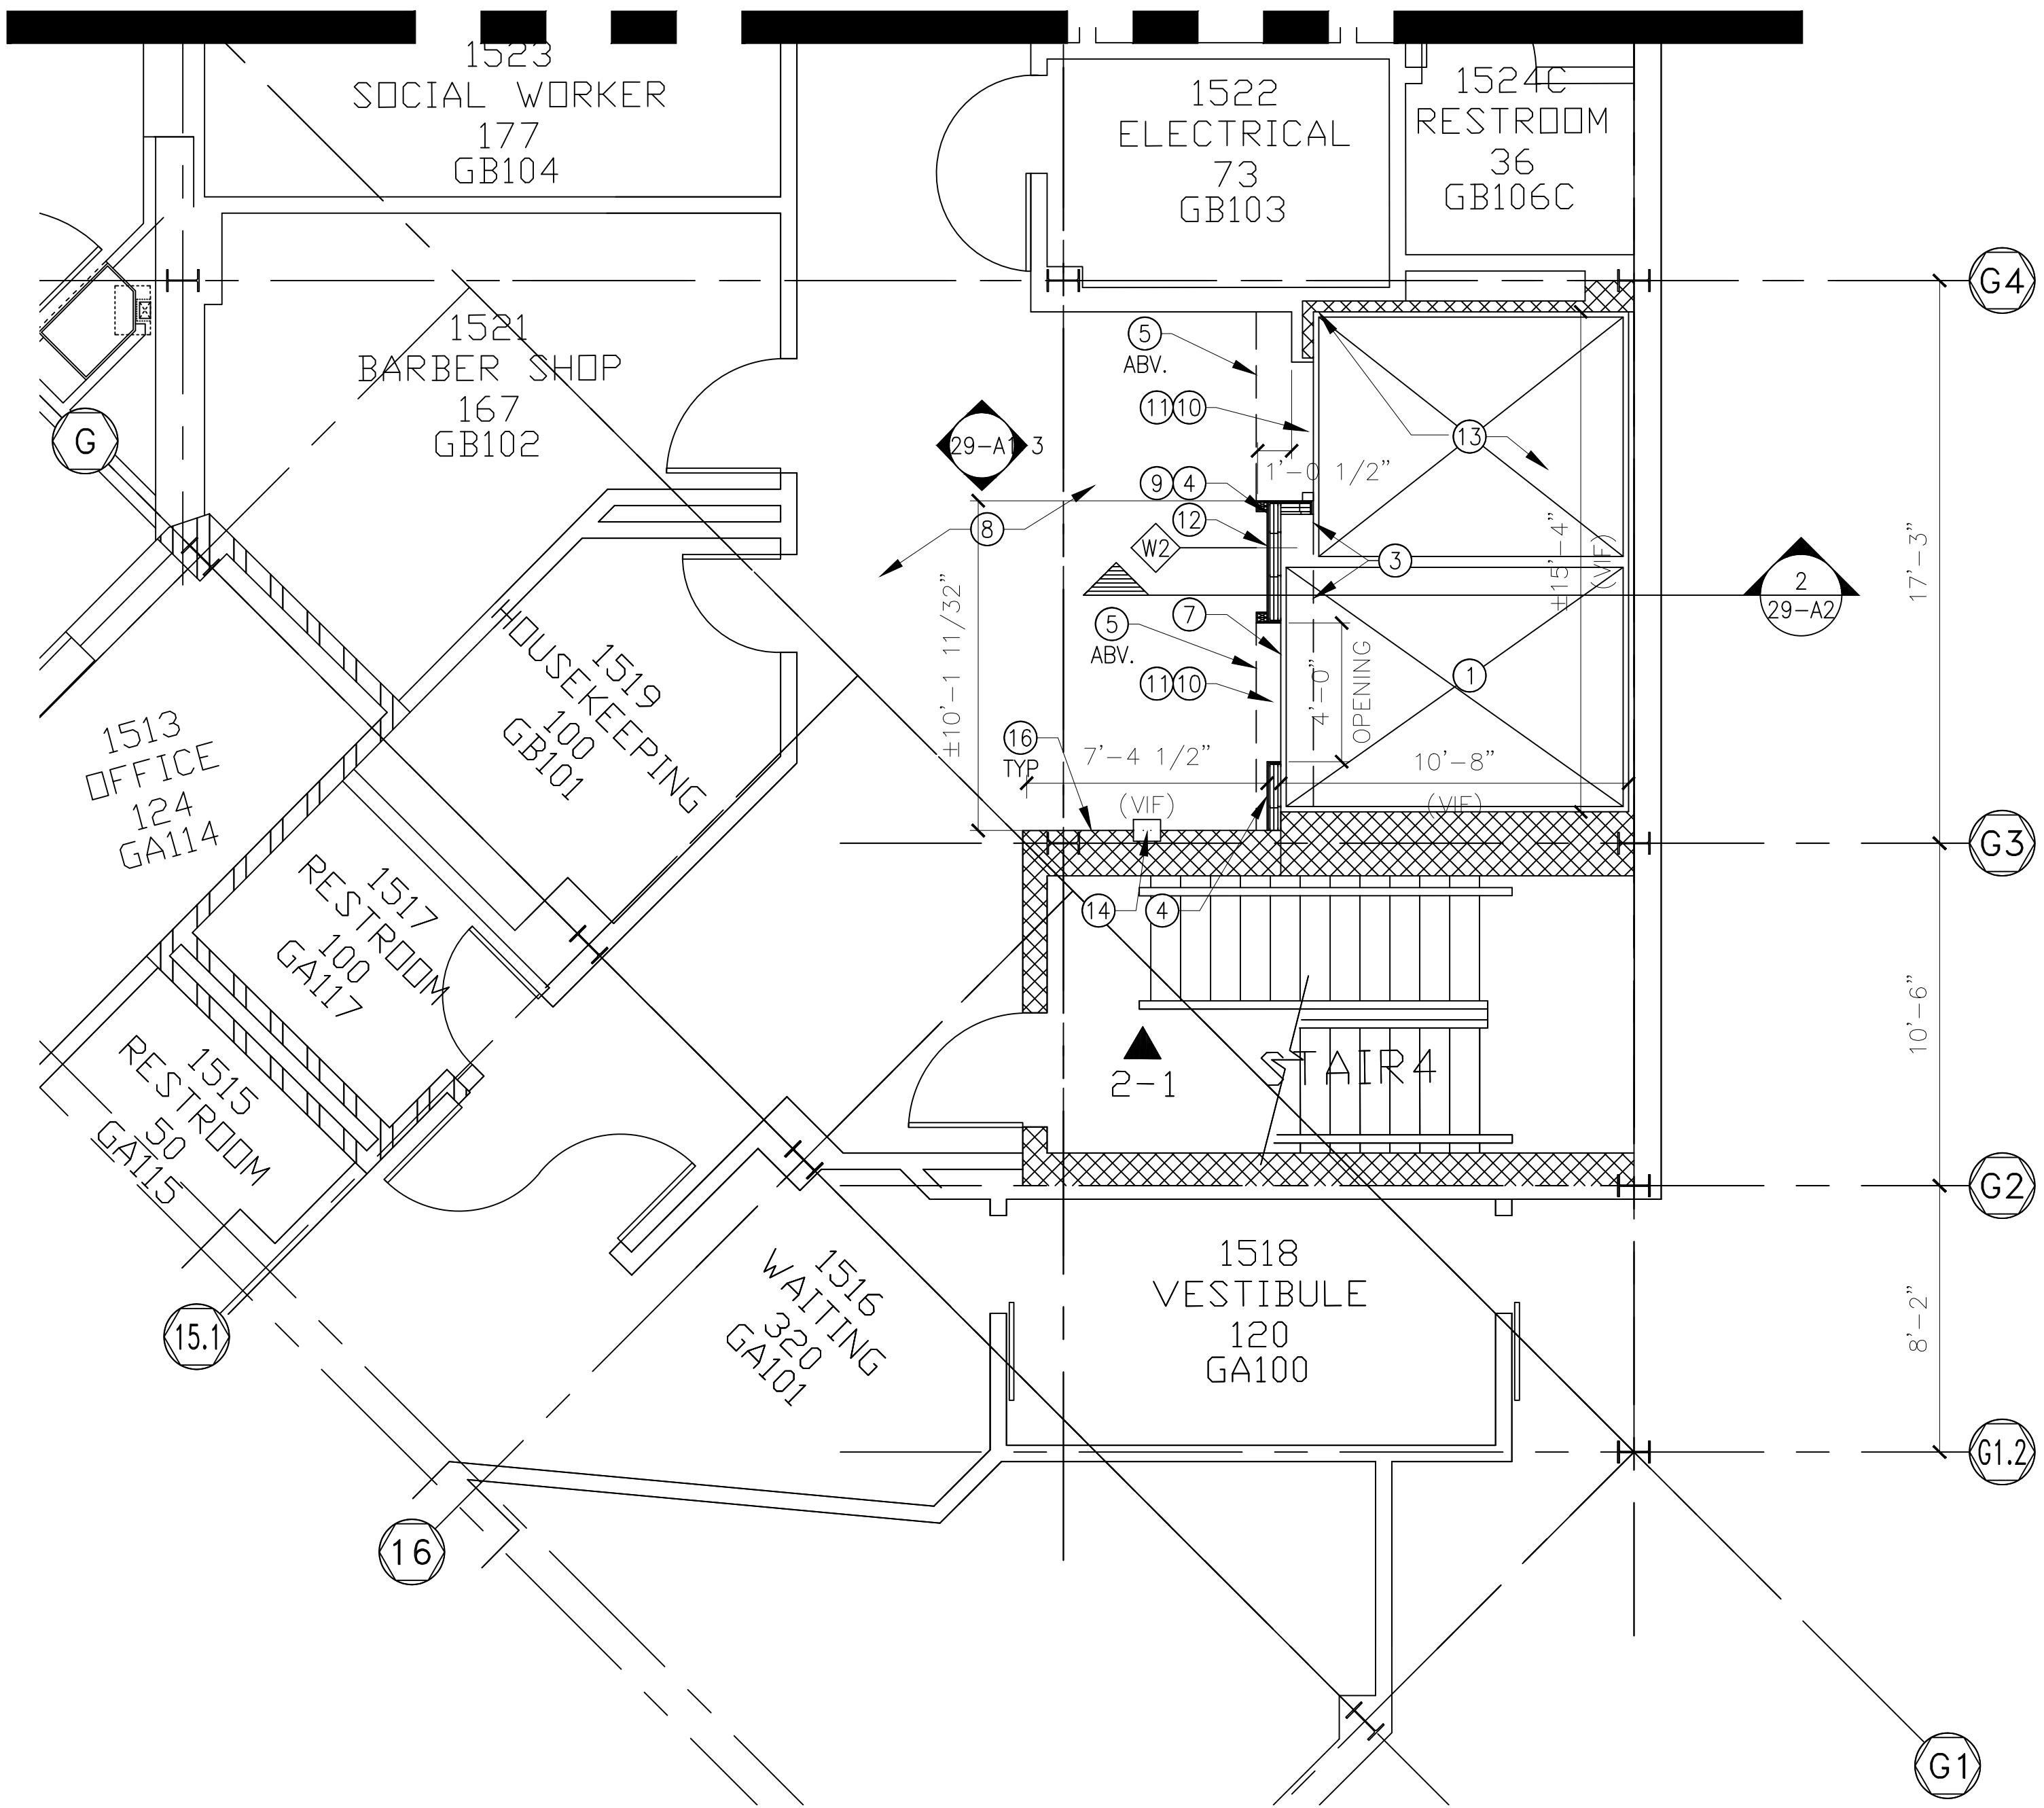 1523
SOCIAL WORKER
177
GB104
1522
ELECTRICAL
73
GB103
1524C
RESTROOM
36
GB106C
G4
1521
BARBER SHOP
167
GB102
G
5
ABV.
11 10
13
29-A1 3
1'-0 1/2"
9 4
12
8
W2
3
±15'-4"
(VIF)
17'-3"
2
29-A2
7
5
ABV.
11 10
1
4'-0"
OPENING
±10'-1 11/32"
16
TYP
7'-4 1/2"
(VIF)
10'-8"
(VIF)
1519
HOUSEKEEPING
100
GB101
1513
OFFICE
124
GA114
G3
14
4
1517
RESTROOM
100
GA117
10'-6"
1515
RESTROOM
50
GA115
2-1
STAIR4
G2
1518
VESTIBULE
120
GA100
1516
WAITING
320
GA101
8'-2"
15.1
G1.2
16
G1